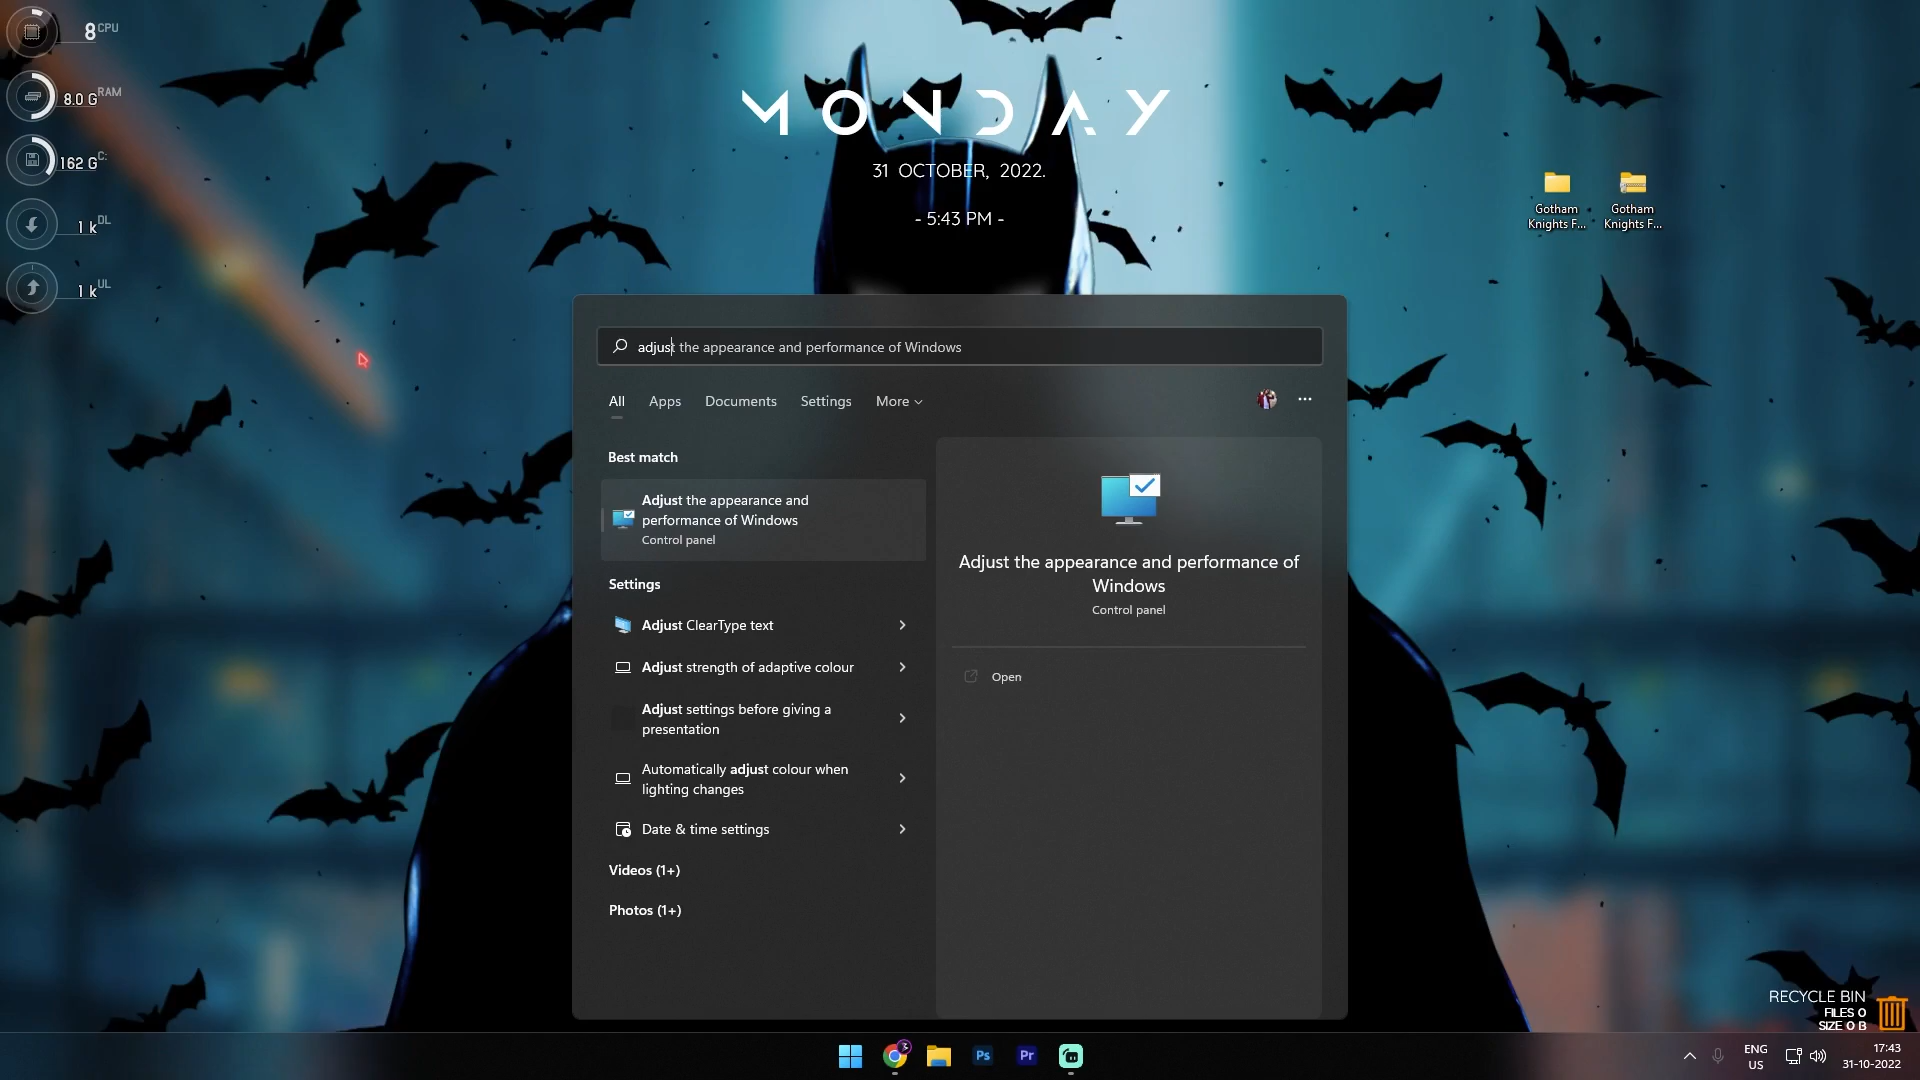 8 CPU
8.0 G RAM
162 G C:
1 k DL
1 k UL
MONDAY
31 OCTOBER, 2022.
- 5:43 PM -
Gotham
Knights F...
Gotham
Knights F...
adjust the appearance and performance of Windows
All Apps Documents Settings More
Best match
Adjust the appearance and
performance of Windows
Control panel
Settings
Adjust ClearType text
Adjust strength of adaptive colour
Adjust settings before giving a
presentation
Automatically adjust colour when
lighting changes
Date & time settings
Videos (1+)
Photos (1+)
Adjust the appearance and performance of
Windows
Control panel
Open
RECYCLE BIN
FILES 0
SIZE 0 B
3
Ps
Pr
ENG
US
17:43
31-10-2022